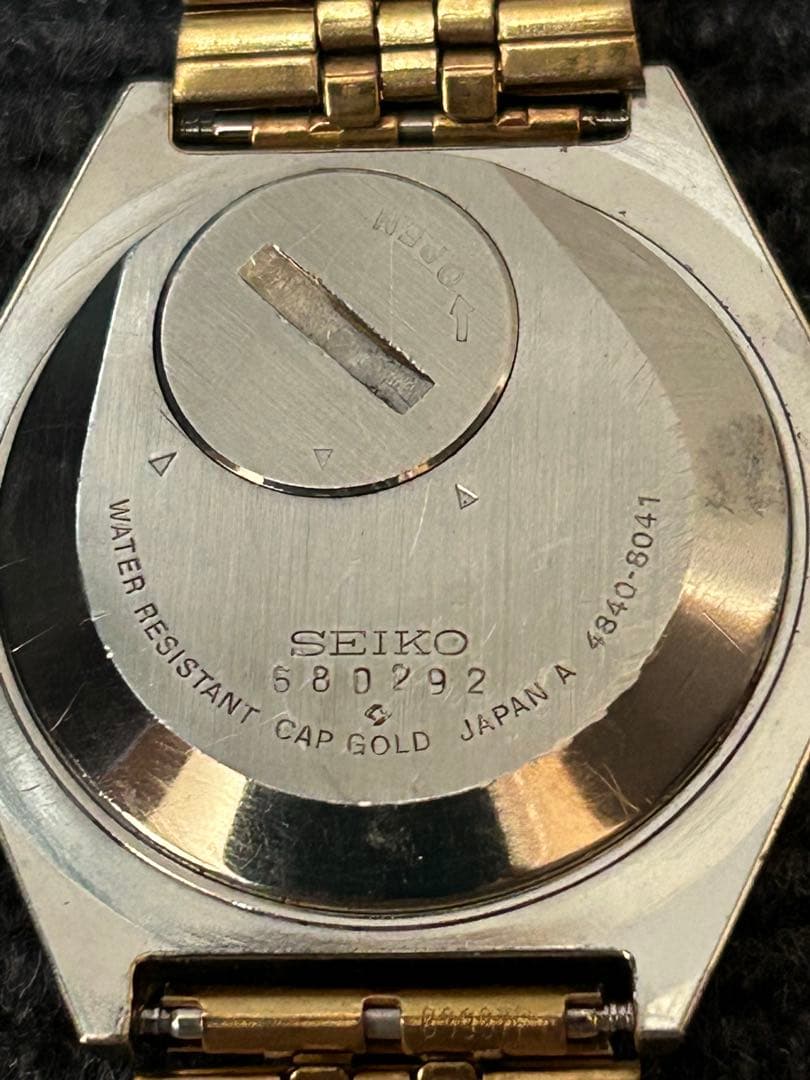 OPEN
SEIKO
680292
WATER RESISTANT CAP GOLD JAPAN A 4840-8041